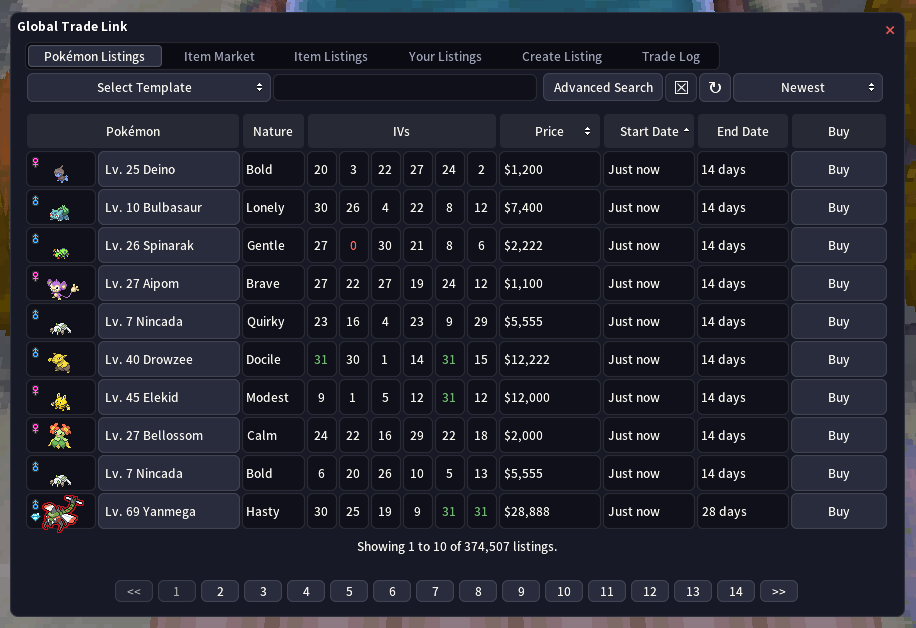 Global Trade Link
Pokémon Listings Item Market Item Listings Your Listings Create Listing Trade Log
Select Template Advanced Search Newest
Pokémon Nature IVs Price Start Date End Date Buy
Lv. 25 Deino Bold 20 3 22 27 24 2 $1,200 Just now 14 days Buy
Lv. 10 Bulbasaur Lonely 30 26 4 22 8 12 $7,400 Just now 14 days Buy
Lv. 26 Spinarak Gentle 27 0 30 21 8 6 $2,222 Just now 14 days Buy
Lv. 27 Aipom Brave 27 22 27 19 24 12 $1,100 Just now 14 days Buy
Lv. 7 Nincada Quirky 23 16 4 23 9 29 $5,555 Just now 14 days Buy
Lv. 40 Drowzee Docile 31 30 1 14 31 15 $12,222 Just now 14 days Buy
Lv. 45 Elekid Modest 9 1 5 12 31 12 $12,000 Just now 14 days Buy
Lv. 27 Bellossom Calm 24 22 16 29 22 18 $2,000 Just now 14 days Buy
Lv. 7 Nincada Bold 6 20 26 10 5 13 $5,555 Just now 14 days Buy
Lv. 69 Yanmega Hasty 30 25 19 9 31 31 $28,888 Just now 28 days Buy
Showing 1 to 10 of 374,507 listings.
<< 1 2 3 4 5 6 7 8 9 10 11 12 13 14 >>